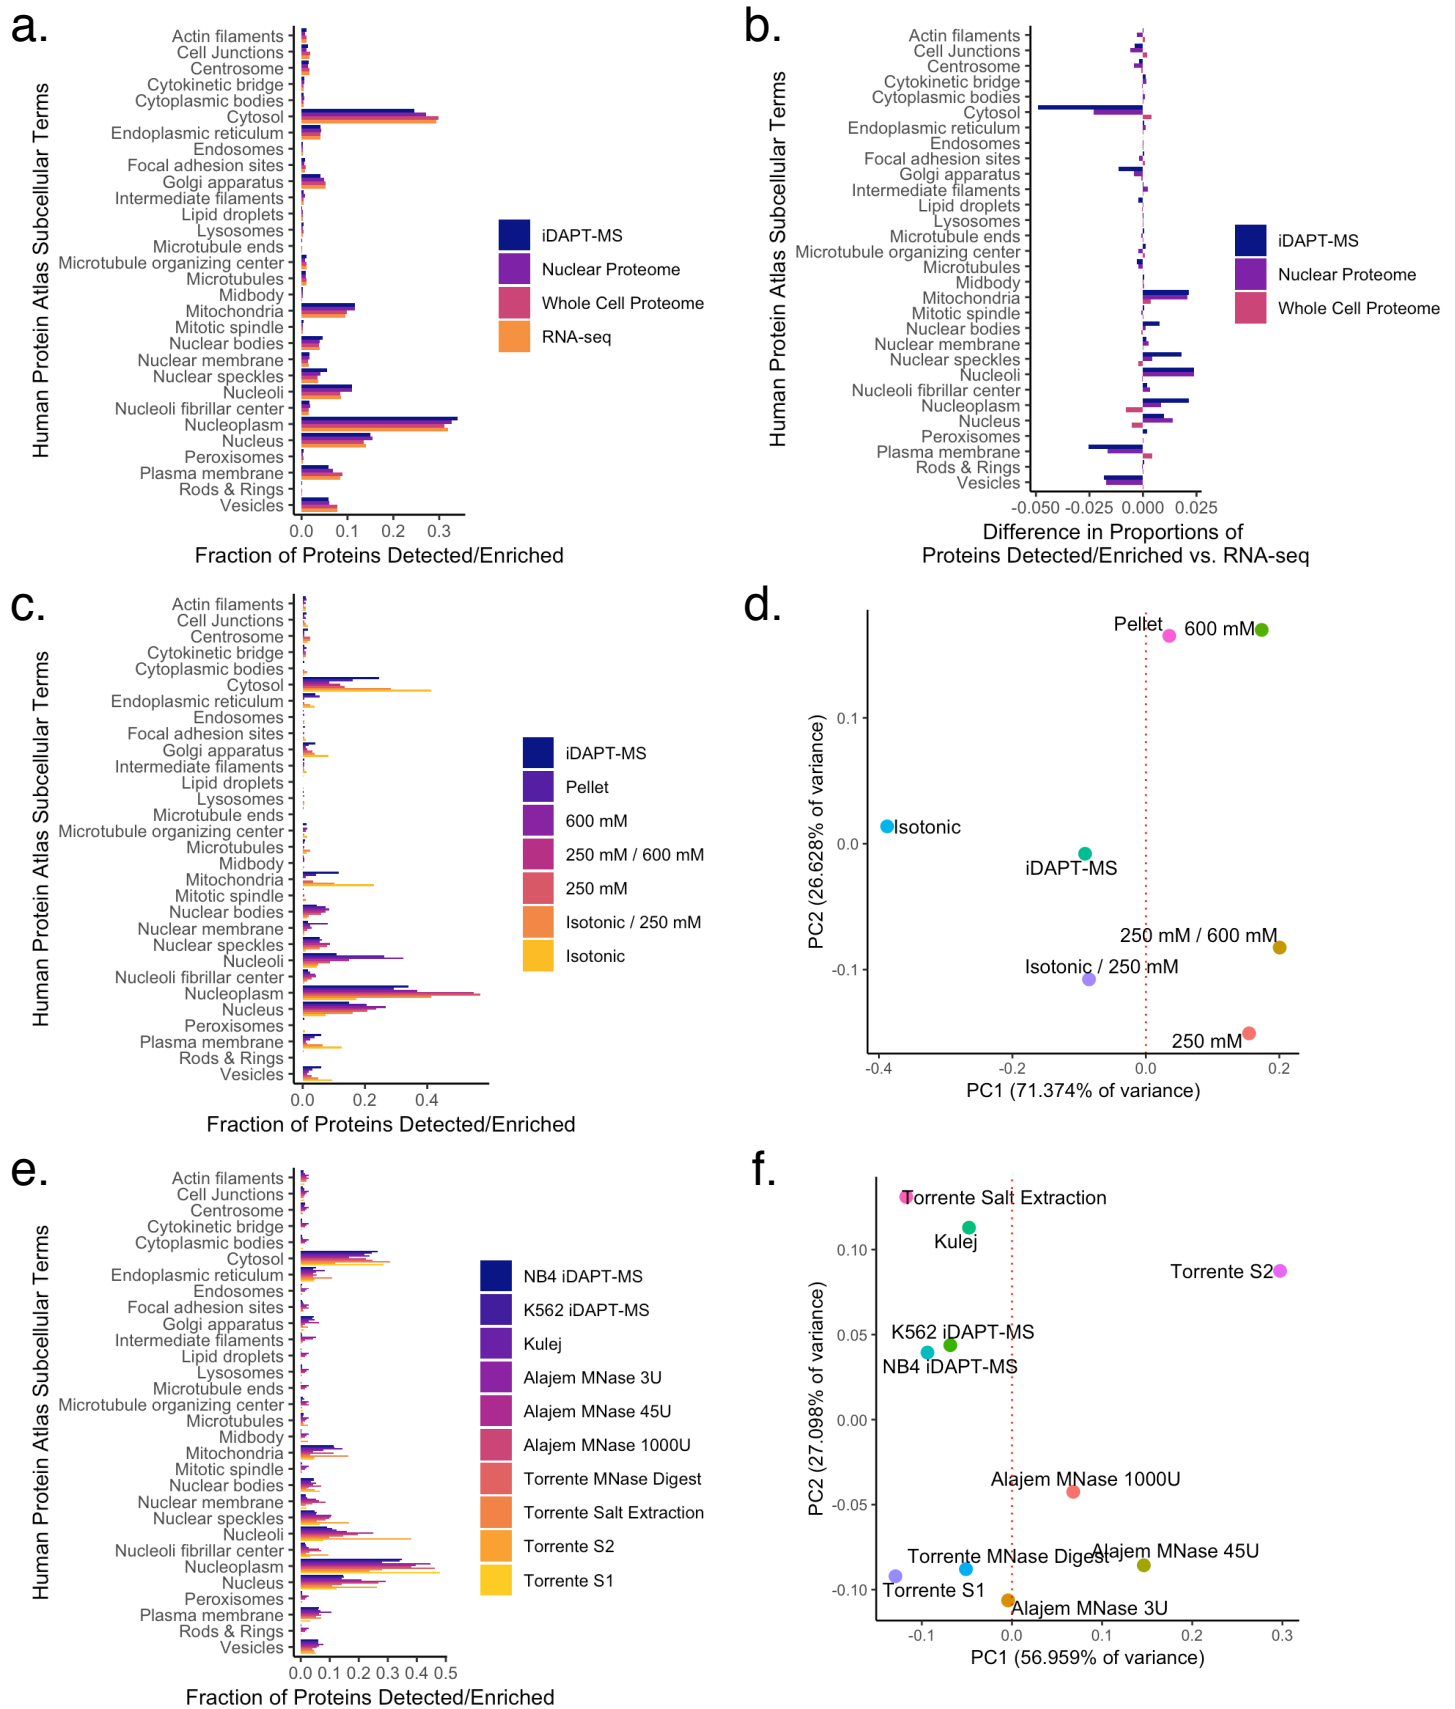 a.
Human Protein Atlas Subcellular Terms
Actin filaments
Cell Junctions
Centrosome
Cytokinetic bridge
Cytoplasmic bodies
Cytosol
Endoplasmic reticulum
Endosomes
Focal adhesion sites
Golgi apparatus
Intermediate filaments
Lipid droplets
Lysosomes
Microtubule ends
Microtubule organizing center
Microtubules
Midbody
Mitochondria
Mitotic spindle
Nuclear bodies
Nuclear membrane
Nuclear speckles
Nucleoli
Nucleoli fibrillar center
Nucleoplasm
Nucleus
Peroxisomes
Plasma membrane
Rods & Rings
Vesicles
0.0 0.1 0.2 0.3
Fraction of Proteins Detected/Enriched
iDAPT-MS
Nuclear Proteome
Whole Cell Proteome
RNA-seq
b.
Human Protein Atlas Subcellular Terms
Actin filaments
Cell Junctions
Centrosome
Cytokinetic bridge
Cytoplasmic bodies
Cytosol
Endoplasmic reticulum
Endosomes
Focal adhesion sites
Golgi apparatus
Intermediate filaments
Lipid droplets
Lysosomes
Microtubule ends
Microtubule organizing center
Microtubules
Midbody
Mitochondria
Mitotic spindle
Nuclear bodies
Nuclear membrane
Nuclear speckles
Nucleoli
Nucleoli fibrillar center
Nucleoplasm
Nucleus
Peroxisomes
Plasma membrane
Rods & Rings
Vesicles
-0.050 -0.025 0.000 0.025
Difference in Proportions of
Proteins Detected/Enriched vs. RNA-seq
iDAPT-MS
Nuclear Proteome
Whole Cell Proteome
c.
Human Protein Atlas Subcellular Terms
Actin filaments
Cell Junctions
Centrosome
Cytokinetic bridge
Cytoplasmic bodies
Cytosol
Endoplasmic reticulum
Endosomes
Focal adhesion sites
Golgi apparatus
Intermediate filaments
Lipid droplets
Lysosomes
Microtubule ends
Microtubule organizing center
Microtubules
Midbody
Mitochondria
Mitotic spindle
Nuclear bodies
Nuclear membrane
Nuclear speckles
Nucleoli
Nucleoli fibrillar center
Nucleoplasm
Nucleus
Peroxisomes
Plasma membrane
Rods & Rings
Vesicles
0.0 0.2 0.4
Fraction of Proteins Detected/Enriched
iDAPT-MS
Pellet
600 mM
250 mM / 600 mM
250 mM
Isotonic / 250 mM
Isotonic
d.
PC2 (26.628% of variance)
0.1
0.0
-0.1
Pellet
600 mM
Isotonic
iDAPT-MS
250 mM / 600 mM
Isotonic / 250 mM
250 mM
-0.4 -0.2 0.0 0.2
PC1 (71.374% of variance)
e.
Human Protein Atlas Subcellular Terms
Actin filaments
Cell Junctions
Centrosome
Cytokinetic bridge
Cytoplasmic bodies
Cytosol
Endoplasmic reticulum
Endosomes
Focal adhesion sites
Golgi apparatus
Intermediate filaments
Lipid droplets
Lysosomes
Microtubule ends
Microtubule organizing center
Microtubules
Midbody
Mitochondria
Mitotic spindle
Nuclear bodies
Nuclear membrane
Nuclear speckles
Nucleoli
Nucleoli fibrillar center
Nucleoplasm
Nucleus
Peroxisomes
Plasma membrane
Rods & Rings
Vesicles
0.0 0.1 0.2 0.3 0.4 0.5
Fraction of Proteins Detected/Enriched
NB4 iDAPT-MS
K562 iDAPT-MS
Kulej
Alajem MNase 3U
Alajem MNase 45U
Alajem MNase 1000U
Torrente MNase Digest
Torrente Salt Extraction
Torrente S2
Torrente S1
f.
PC2 (27.098% of variance)
0.10
0.05
0.00
-0.05
-0.10
Torrente Salt Extraction
Kulej
Torrente S2
K562 iDAPT-MS
NB4 iDAPT-MS
Alajem MNase 1000U
Torrente MNase Digest
Alajem MNase 45U
Torrente S1
Alajem MNase 3U
-0.1 0.0 0.1 0.2 0.3
PC1 (56.959% of variance)